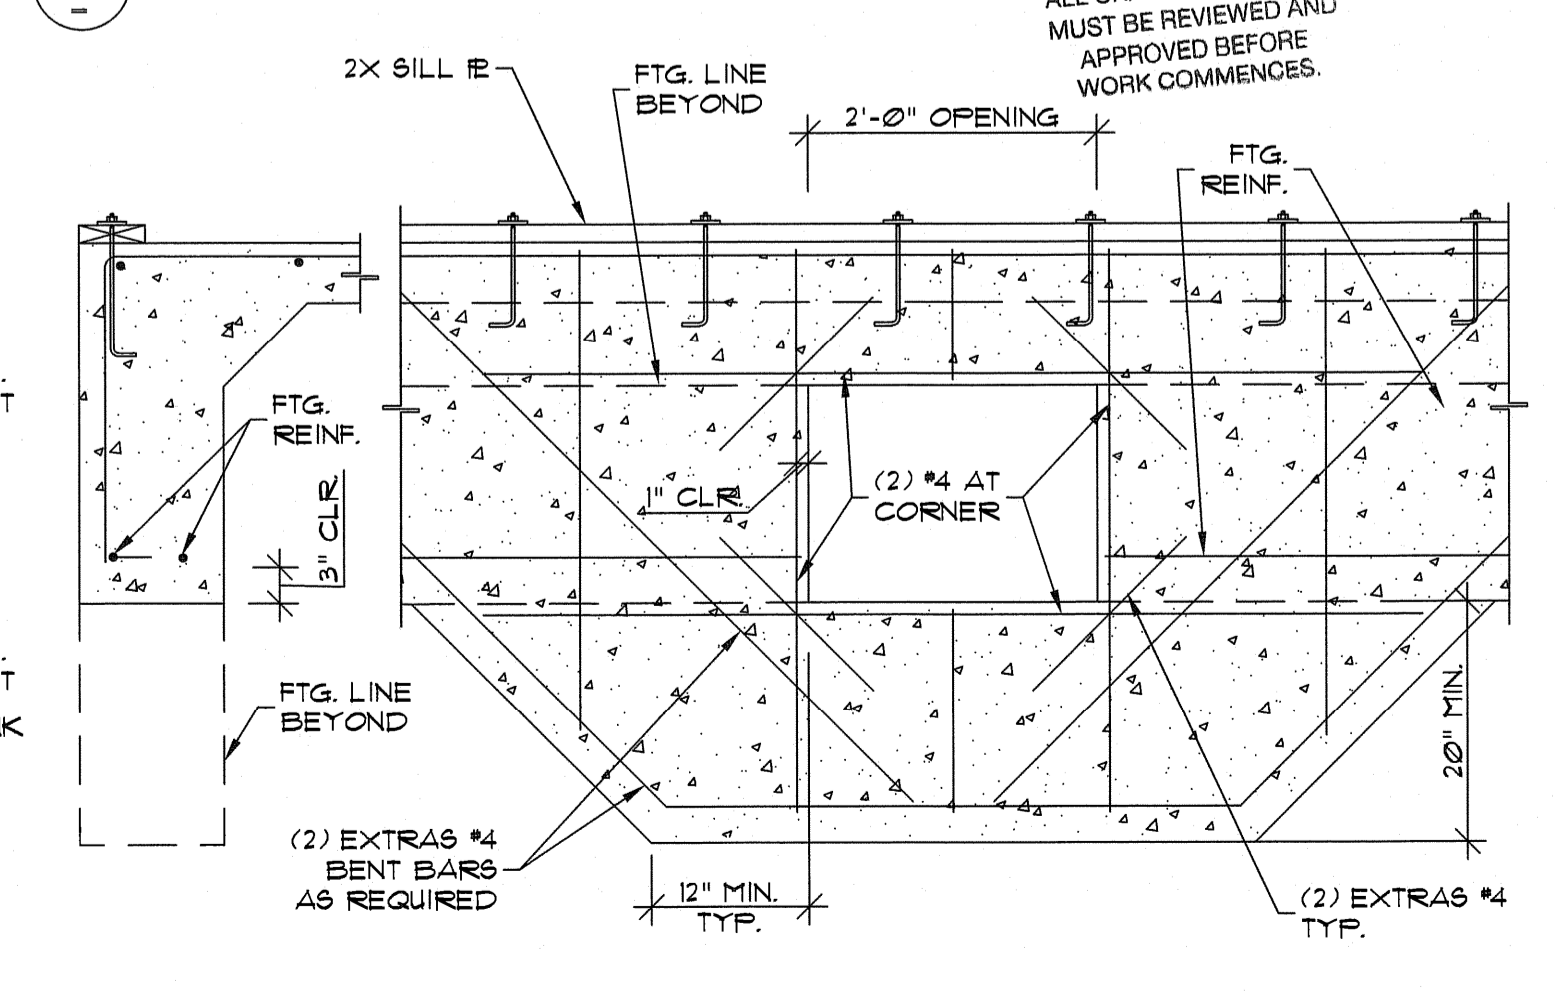 MUST BE REVIEWED AND
APPROVED BEFORE
WORK COMMENCES.
2X SILL PL
FTG. LINE
BEYOND
2'-0" OPENING
FTG.
REINF.
FTG.
REINF.
3" CLR.
1" CLR.
(2) #4 AT
CORNER
FTG. LINE
BEYOND
20" MIN.
(2) EXTRAS #4
BENT BARS
AS REQUIRED
12" MIN.
TYP.
(2) EXTRAS #4
TYP.